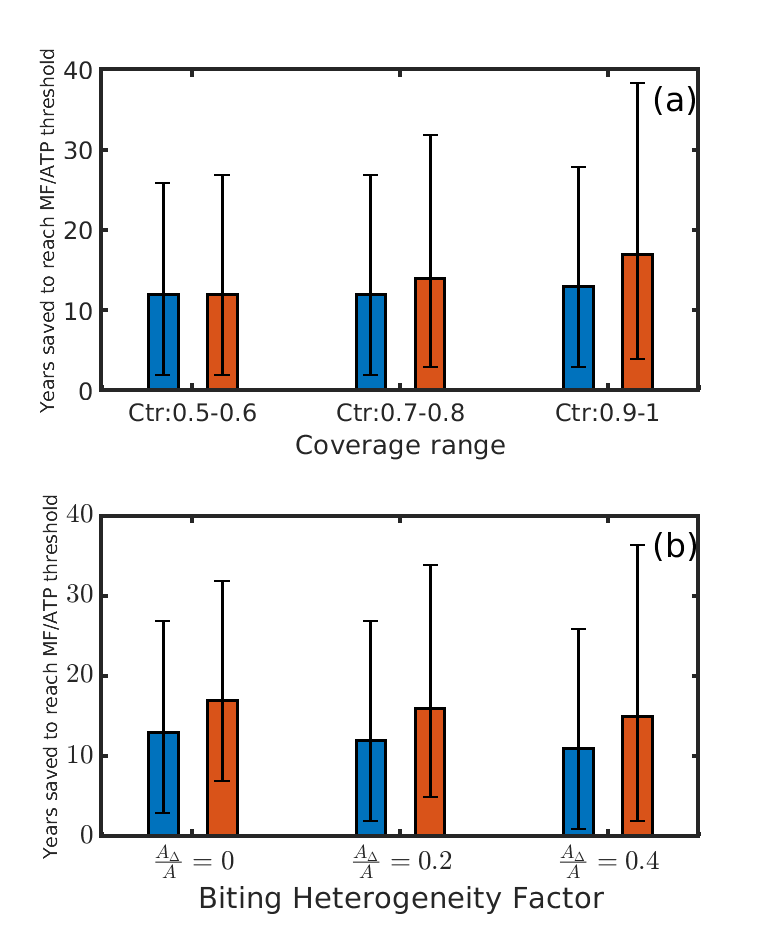 Years saved to reach MF/ATP threshold
40
30
20
10
0
(a)
Ctr:0.5-0.6 Ctr:0.7-0.8 Ctr:0.9-1
Coverage range
Years saved to reach MF/ATP threshold
40
30
20
10
0
(b)
A_Δ/A = 0 A_Δ/A = 0.2 A_Δ/A = 0.4
Biting Heterogeneity Factor